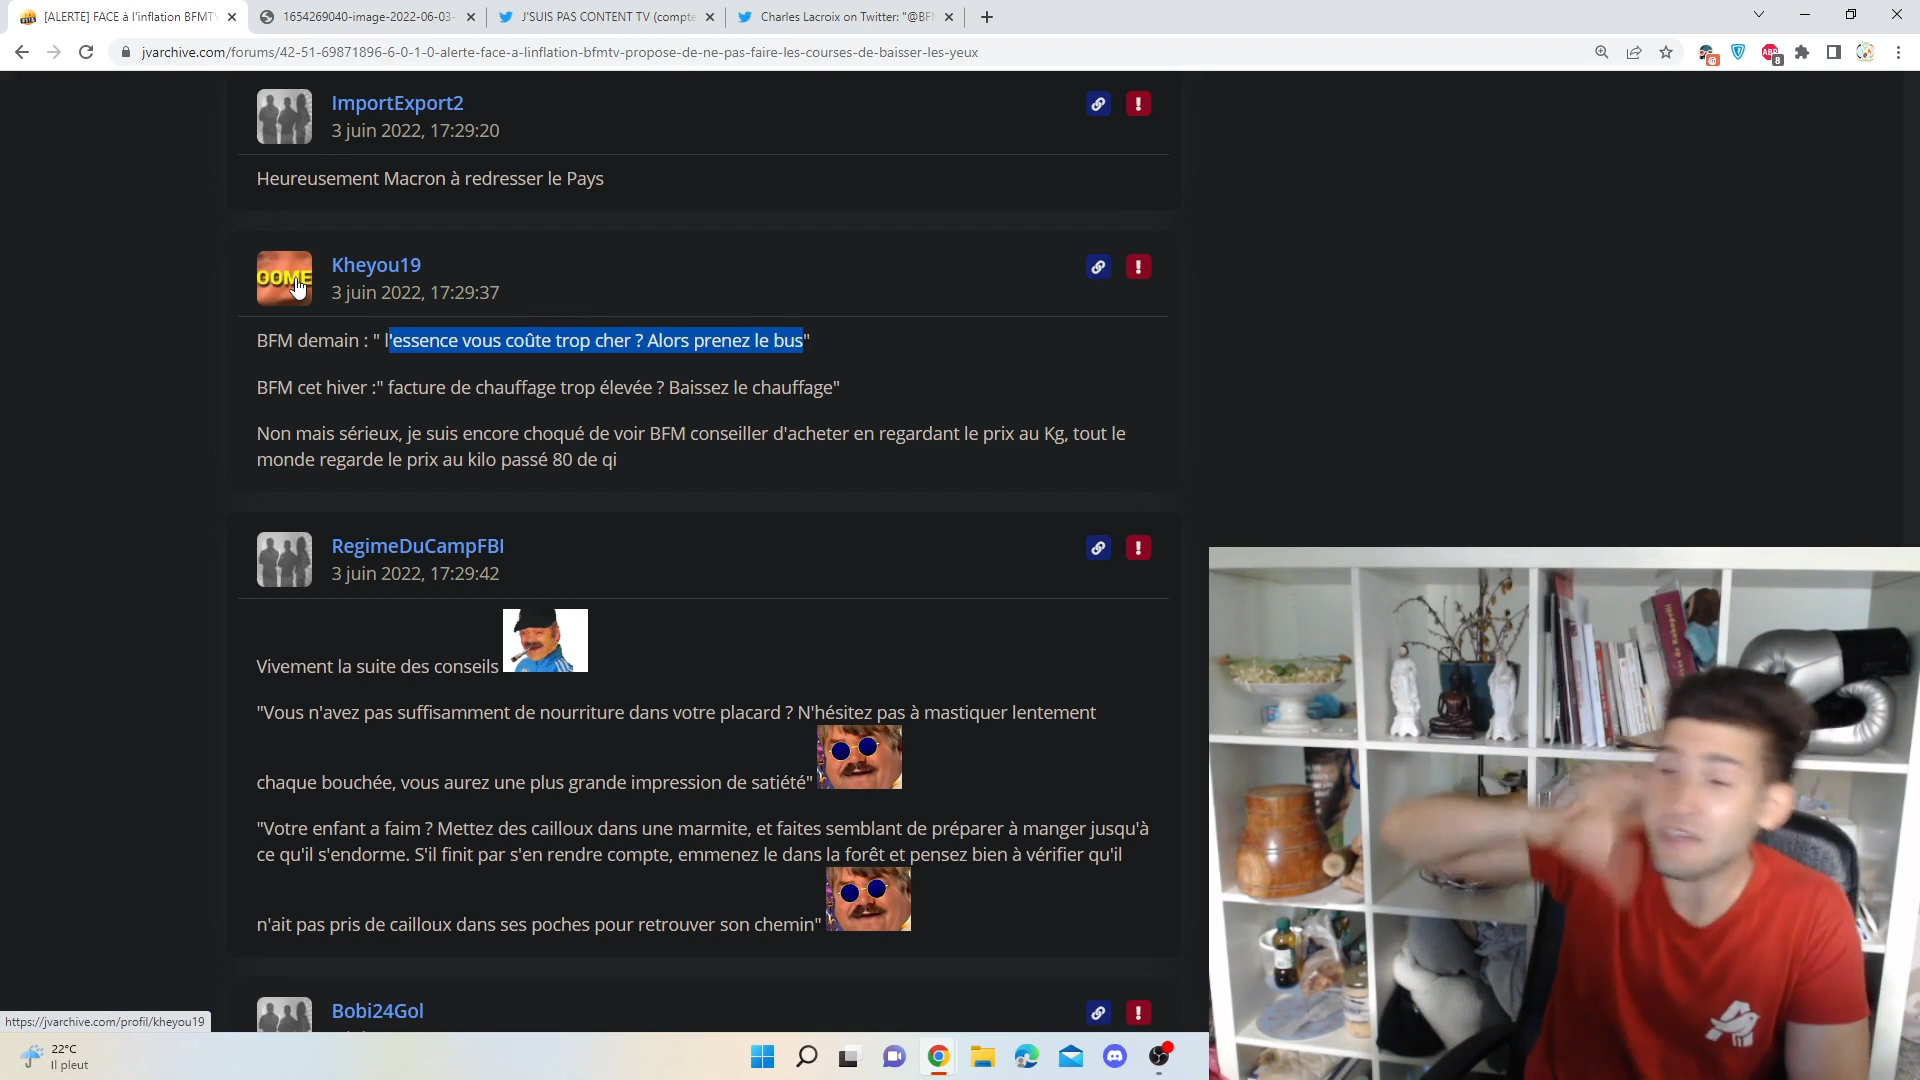 [ALERTE] FACE à l'inflation BFMTV
1654269040-image-2022-06-03-
J'SUIS PAS CONTENT TV (compte
Charles Lacroix on Twitter: "@BFM
jvarchive.com/forums/42-51-69871896-6-0-1-0-alerte-face-a-linflation-bfmtv-propose-de-ne-pas-faire-les-courses-de-baisser-les-yeux
ABP
8
ImportExport2
3 juin 2022, 17:29:20
Heureusement Macron à redresser le Pays
OOME
Kheyou19
3 juin 2022, 17:29:37
BFM demain : " l'essence vous coûte trop cher ? Alors prenez le bus"
BFM cet hiver :" facture de chauffage trop élevée ? Baissez le chauffage"
Non mais sérieux, je suis encore choqué de voir BFM conseiller d'acheter en regardant le prix au Kg, tout le
monde regarde le prix au kilo passé 80 de qi
RegimeDuCampFBI
3 juin 2022, 17:29:42
Vivement la suite des conseils
"Vous n'avez pas suffisamment de nourriture dans votre placard ? N'hésitez pas à mastiquer lentement
chaque bouchée, vous aurez une plus grande impression de satiété"
"Votre enfant a faim ? Mettez des cailloux dans une marmite, et faites semblant de préparer à manger jusqu'à
ce qu'il s'endorme. S'il finit par s'en rendre compte, emmenez le dans la forêt et pensez bien à vérifier qu'il
n'ait pas pris de cailloux dans ses poches pour retrouver son chemin"
Bobi24Gol
https://jvarchive.com/profil/kheyou19
22°C
Il pleut